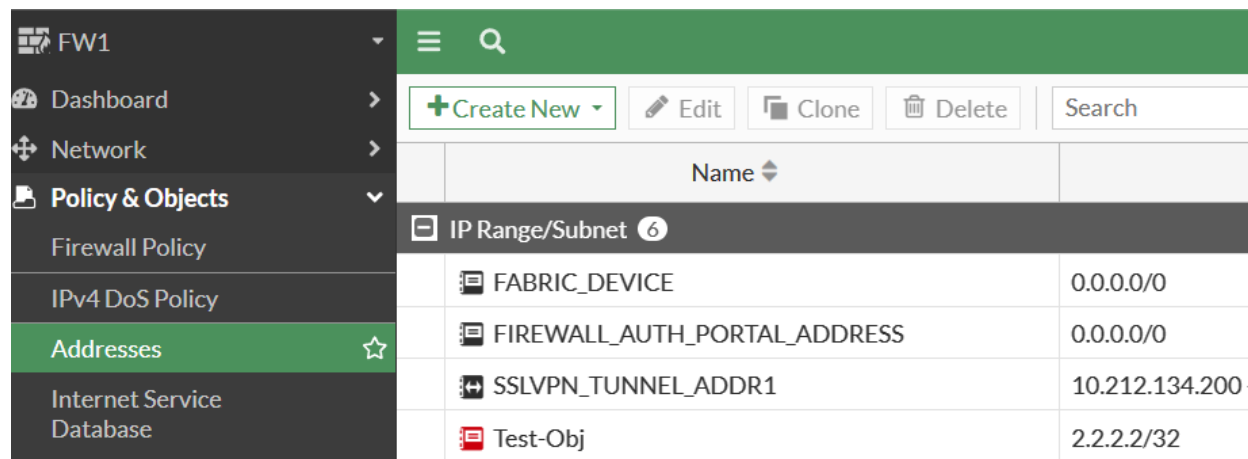 FW1
Dashboard
Network
Policy & Objects
Firewall Policy
IPv4 DoS Policy
Addresses
Internet Service
Database
Create New Edit Clone Delete Search
Name
IP Range/Subnet 6
FABRIC_DEVICE 0.0.0.0/0
FIREWALL_AUTH_PORTAL_ADDRESS 0.0.0.0/0
SSLVPN_TUNNEL_ADDR1 10.212.134.200 -
Test-Obj 2.2.2.2/32